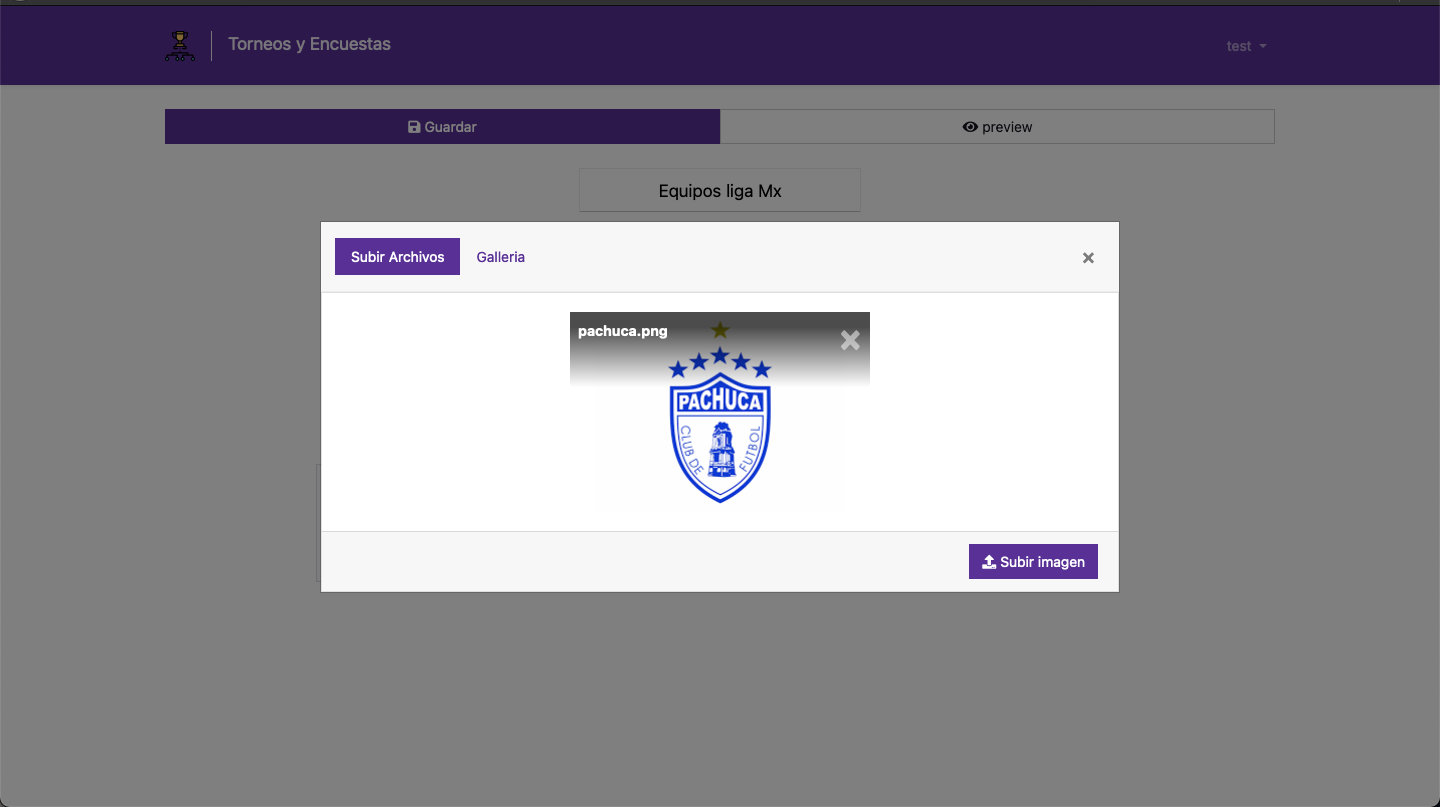 Torneos y Encuestas
test
Guardar
preview
Equipos liga Mx
Subir Archivos
Galleria
pachuca.png
PACHUCA
CLUB DE FUTBOL
Subir imagen